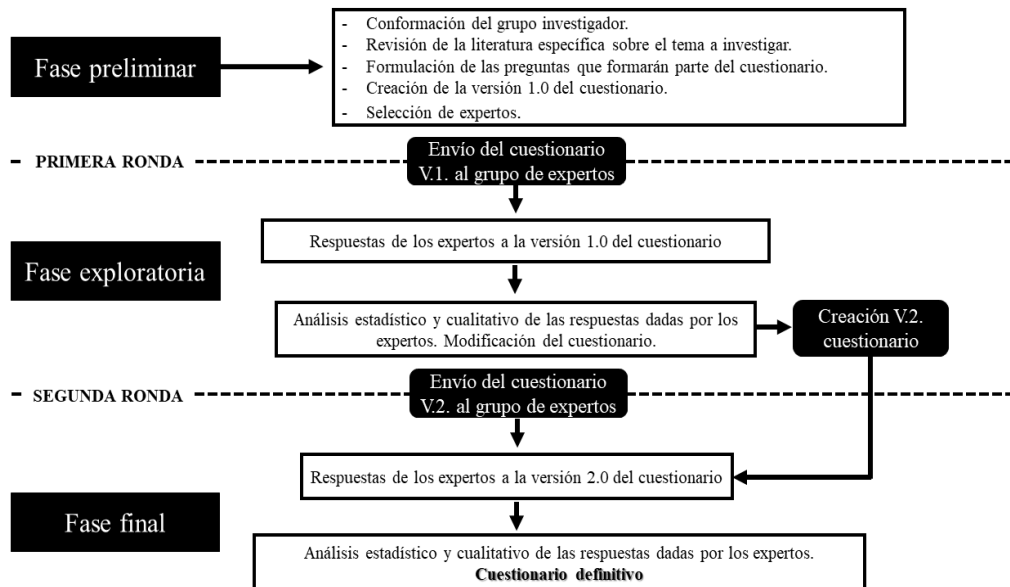 Fase preliminar
- Conformación del grupo investigador.
- Revisión de la literatura específica sobre el tema a investigar.
- Formulación de las preguntas que formarán parte del cuestionario.
- Creación de la versión 1.0 del cuestionario.
- Selección de expertos.
PRIMERA RONDA
Envío del cuestionario
V.1. al grupo de expertos
Respuestas de los expertos a la versión 1.0 del cuestionario
Fase exploratoria
Análisis estadístico y cualitativo de las respuestas dadas por los
expertos. Modificación del cuestionario.
Creación V.2.
cuestionario
SEGUNDA RONDA
Envío del cuestionario
V.2. al grupo de expertos
Respuestas de los expertos a la versión 2.0 del cuestionario
Fase final
Análisis estadístico y cualitativo de las respuestas dadas por los expertos.
Cuestionario definitivo